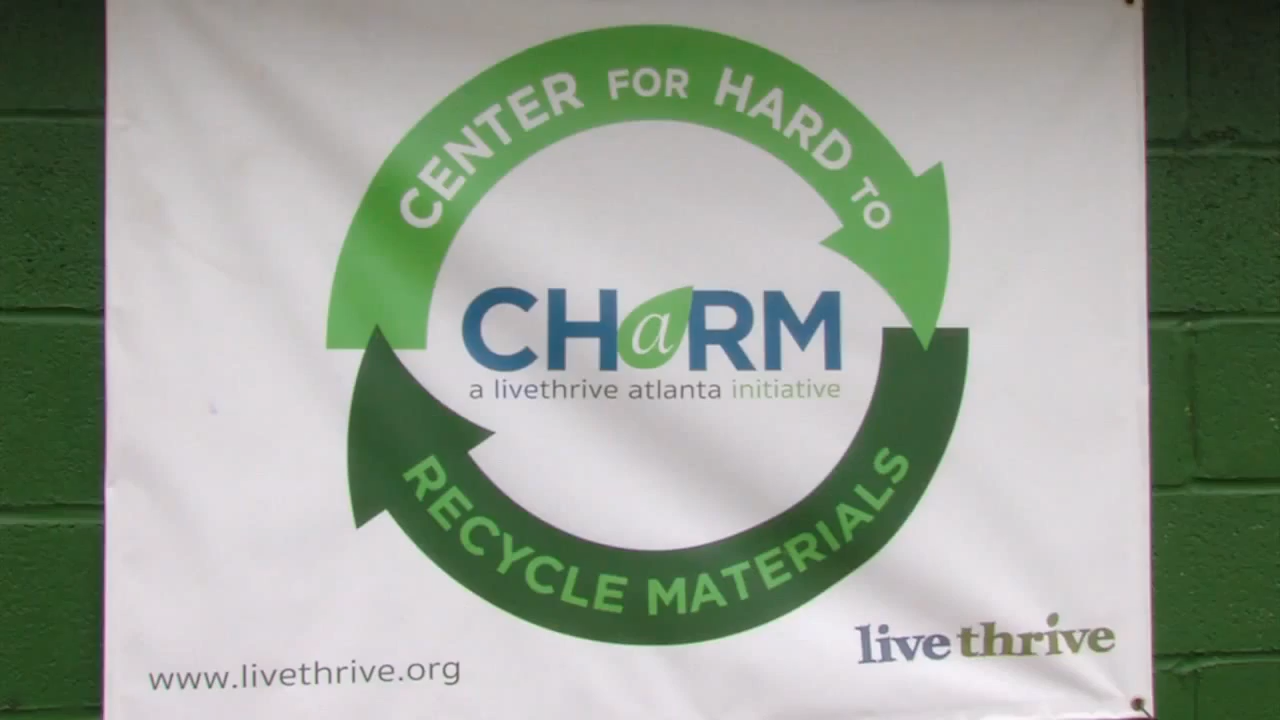 CENTER FOR HARD TO
CHaRM
a livethrive atlanta initiative
RECYCLE MATERIALS
live thrive
www.livethrive.org